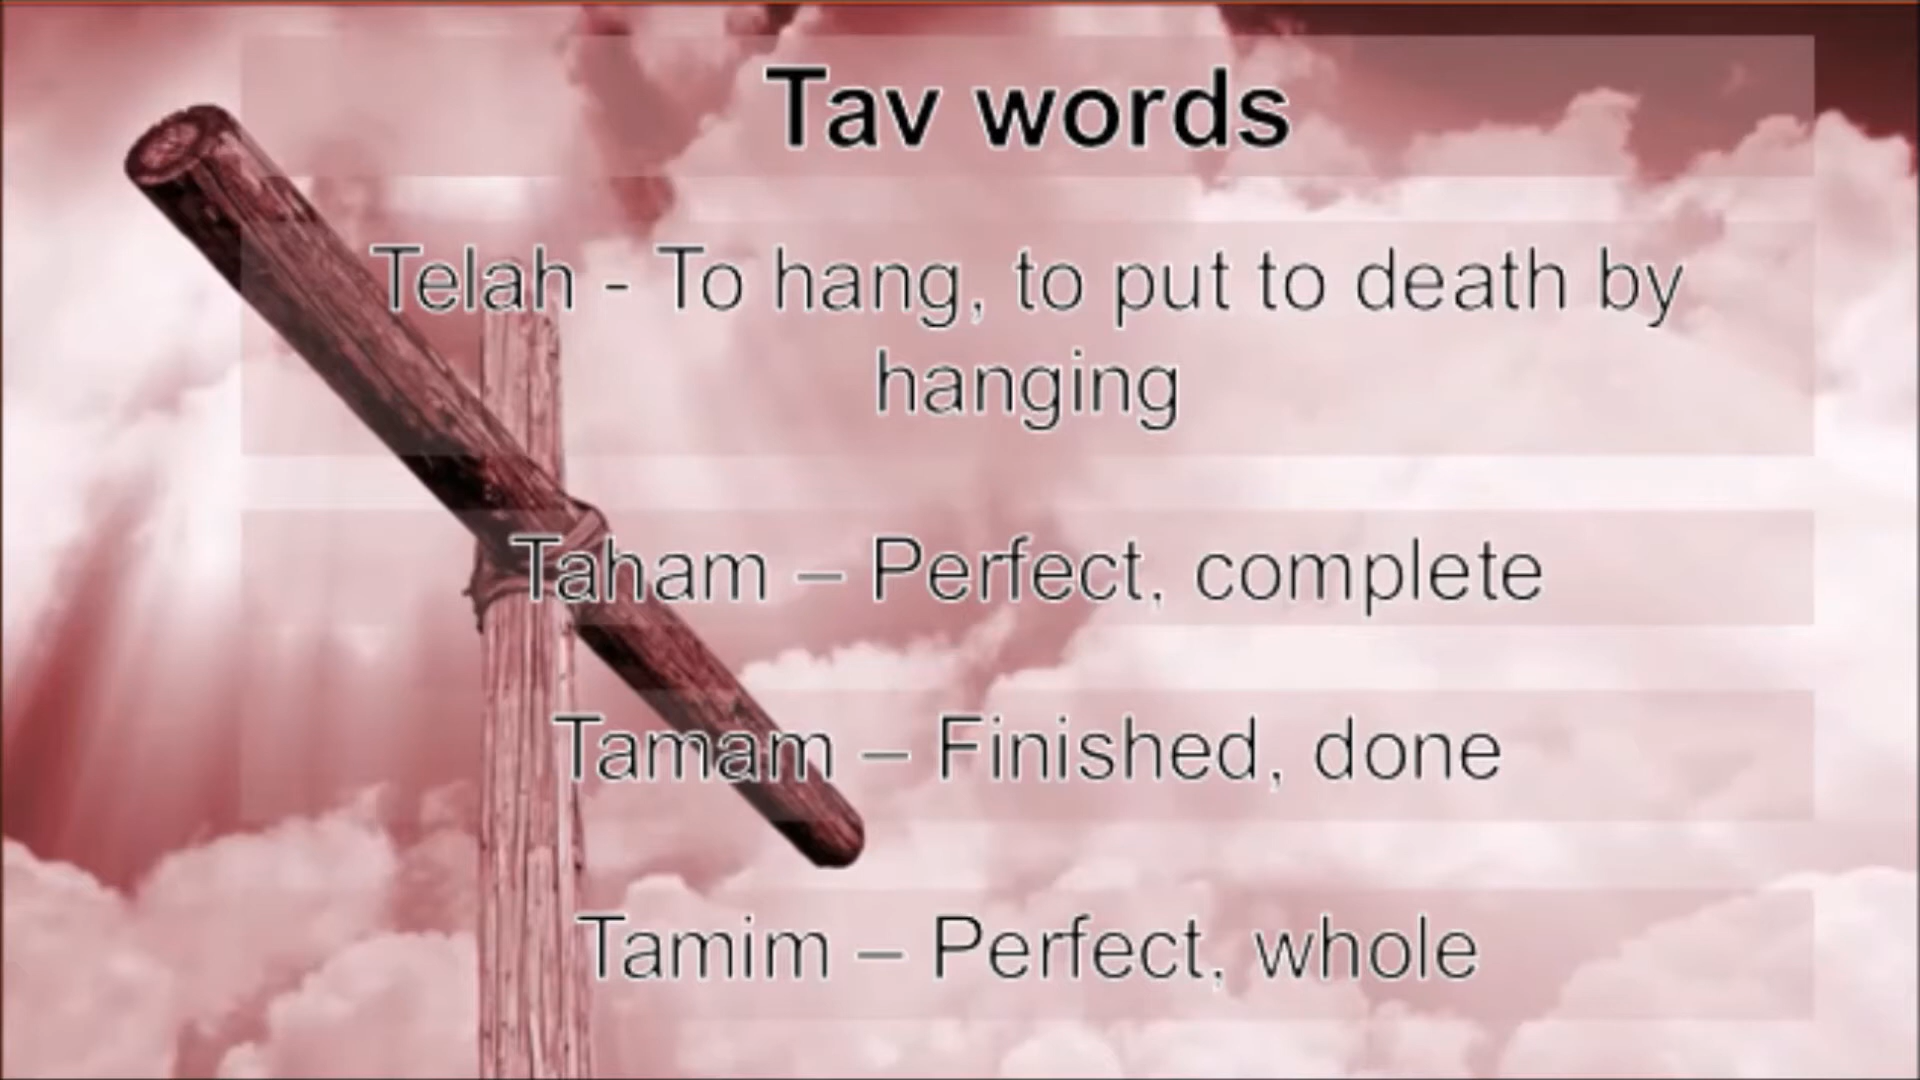 Tav words
Telah - To hang, to put to death by
hanging
Taham – Perfect, complete
Tamam – Finished, done
Tamim – Perfect, whole